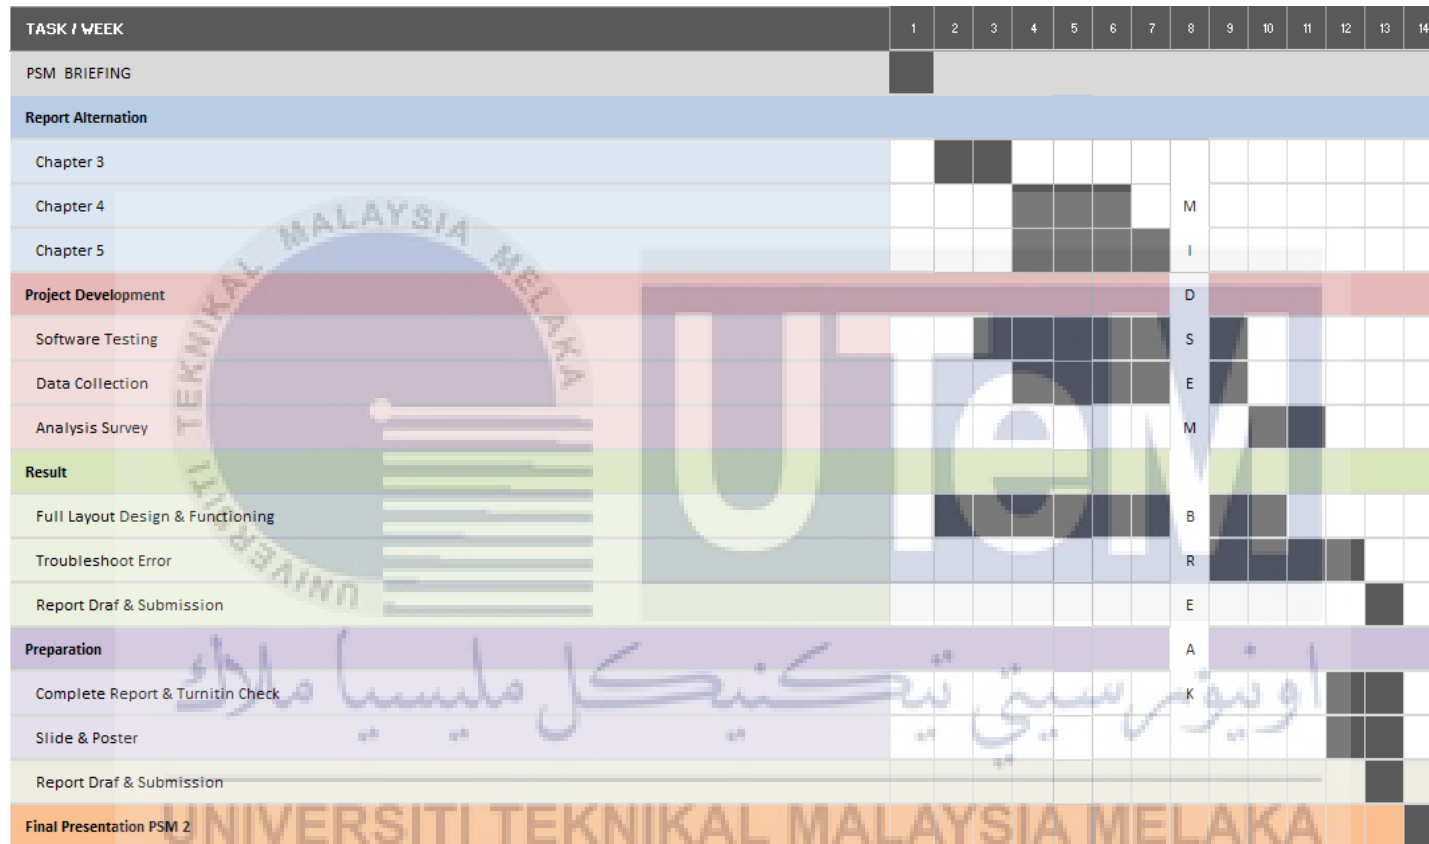 TASK / WEEK 1 2 3 4 5 6 7 8 9 10 11 12 13 14
PSM BRIEFING
Report Alternation
Chapter 3
Chapter 4 M
Chapter 5 I
Project Development D
Software Testing S
Data Collection E
Analysis Survey M
Result
Full Layout Design & Functioning B
Troubleshoot Error R
Report Draf & Submission E
Preparation A
Complete Report & Turnitin Check K
Slide & Poster
Report Draf & Submission
Final Presentation PSM 2
UNIVERSITI TEKNIKAL MALAYSIA MELAKA
UTeM
اونيۏرسيتي تيكنيكل مليسيا ملاك
UNIVERSITI TEKNIKAL MALAYSIA MELAKA